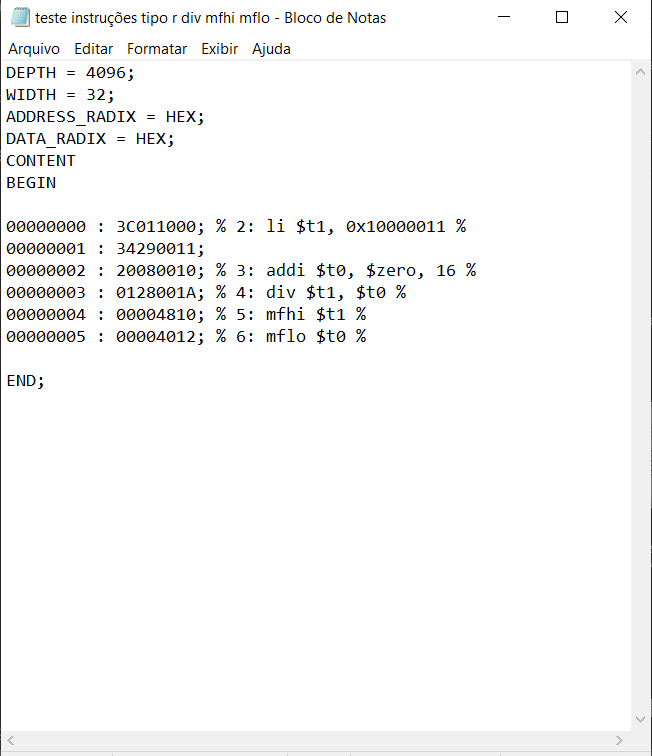 teste instruções tipo r div mfhi mflo - Bloco de Notas
Arquivo Editar Formatar Exibir Ajuda
DEPTH = 4096;
WIDTH = 32;
ADDRESS_RADIX = HEX;
DATA_RADIX = HEX;
CONTENT
BEGIN
00000000 : 3C011000; % 2: li $t1, 0x10000011 %
00000001 : 34290011;
00000002 : 20080010; % 3: addi $t0, $zero, 16 %
00000003 : 0128001A; % 4: div $t1, $t0 %
00000004 : 00004810; % 5: mfhi $t1 %
00000005 : 00004012; % 6: mflo $t0 %
END;